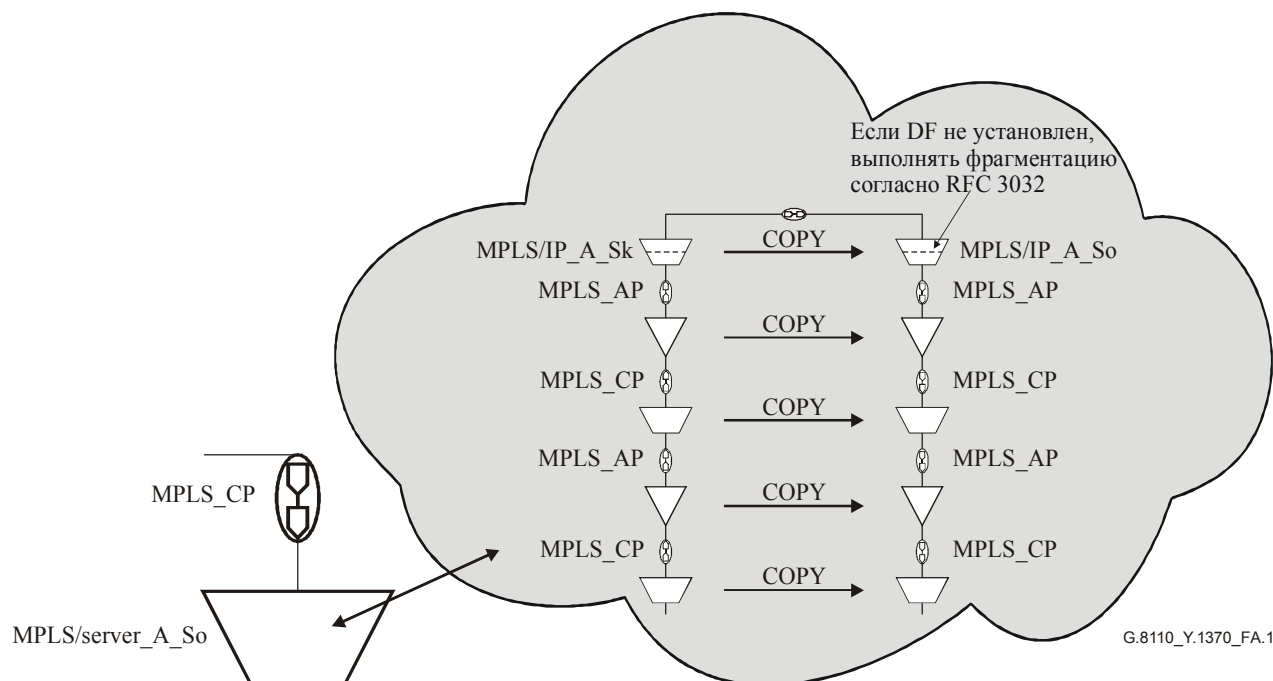 Если DF не установлен,
выполнять фрагментацию
согласно RFC 3032
MPLS/IP_A_Sk
COPY
MPLS/IP_A_So
MPLS_AP
MPLS_AP
COPY
MPLS_CP
MPLS_CP
COPY
MPLS_AP
MPLS_AP
MPLS_CP
COPY
MPLS_CP
MPLS_CP
COPY
MPLS/server_A_So
G.8110_Y.1370_FA.1